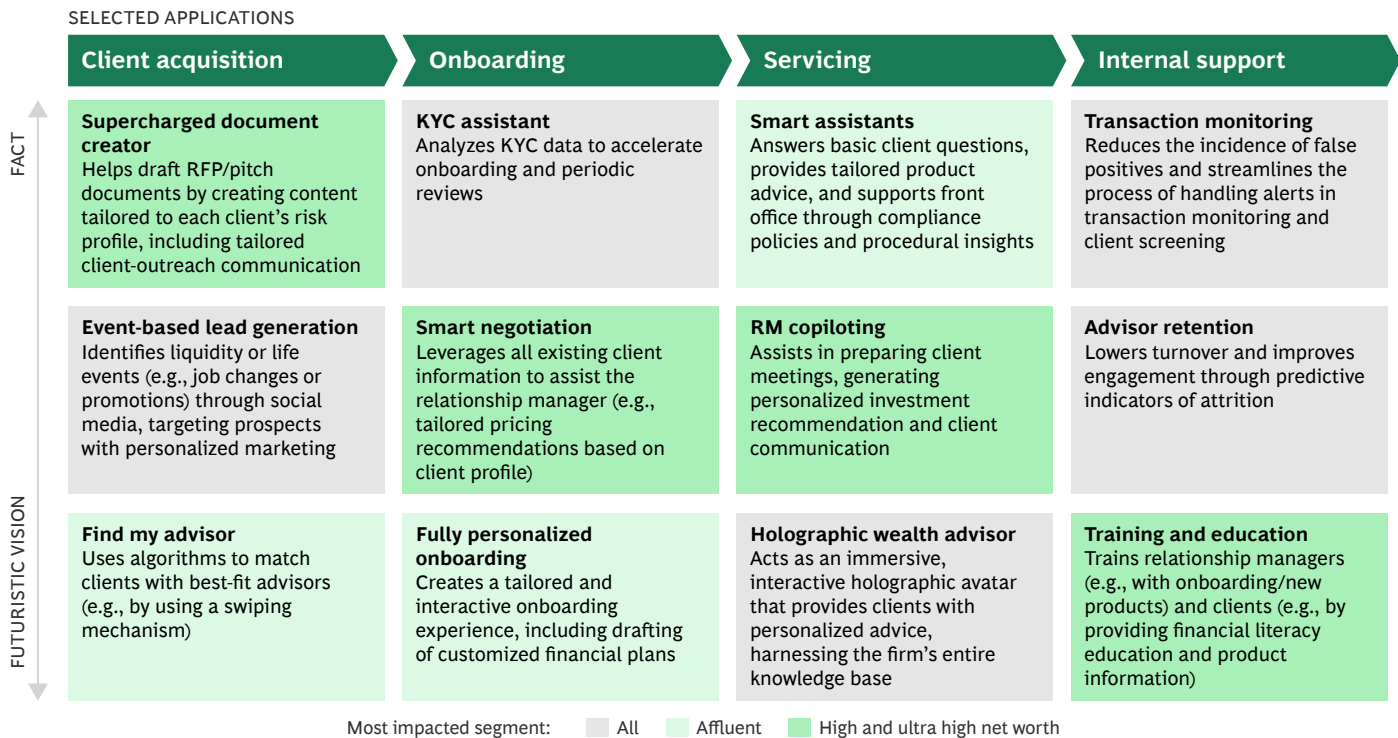 SELECTED APPLICATIONS
Client acquisition
Onboarding
Servicing
Internal support
FACT
FUTURISTIC VISION
Supercharged document
creator
Helps draft RFP/pitch
documents by creating content
tailored to each client’s risk
profile, including tailored
client-outreach communication
KYC assistant
Analyzes KYC data to accelerate
onboarding and periodic
reviews
Smart assistants
Answers basic client questions,
provides tailored product
advice, and supports front
office through compliance
policies and procedural insights
Transaction monitoring
Reduces the incidence of false
positives and streamlines the
process of handling alerts in
transaction monitoring and
client screening
Event-based lead generation
Identifies liquidity or life
events (e.g., job changes or
promotions) through social
media, targeting prospects
with personalized marketing
Smart negotiation
Leverages all existing client
information to assist the
relationship manager (e.g.,
tailored pricing
recommendations based on
client profile)
RM copiloting
Assists in preparing client
meetings, generating
personalized investment
recommendation and client
communication
Advisor retention
Lowers turnover and improves
engagement through predictive
indicators of attrition
Find my advisor
Uses algorithms to match
clients with best-fit advisors
(e.g., by using a swiping
mechanism)
Fully personalized
onboarding
Creates a tailored and
interactive onboarding
experience, including drafting
of customized financial plans
Holographic wealth advisor
Acts as an immersive,
interactive holographic avatar
that provides clients with
personalized advice,
harnessing the firm’s entire
knowledge base
Training and education
Trains relationship managers
(e.g., with onboarding/new
products) and clients (e.g., by
providing financial literacy
education and product
information)
Most impacted segment: All Affluent High and ultra high net worth